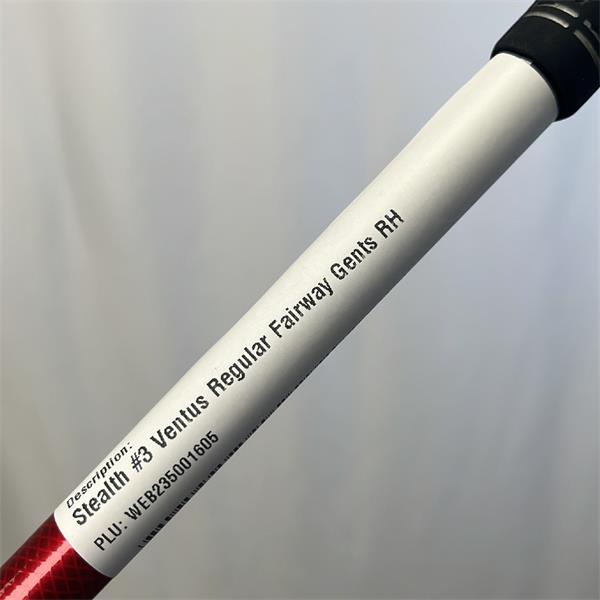 Description:
Stealth #3 Ventus Regular Fairway Gents RH
PLU: WEB235001605